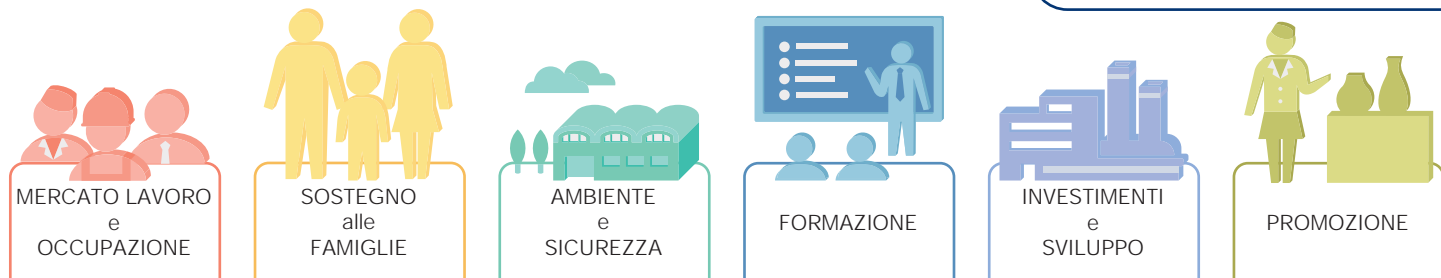 MERCATO LAVORO
e
OCCUPAZIONE
SOSTEGNO
alle
FAMIGLIE
AMBIENTE
e
SICUREZZA
FORMAZIONE
INVESTIMENTI
e
SVILUPPO
PROMOZIONE